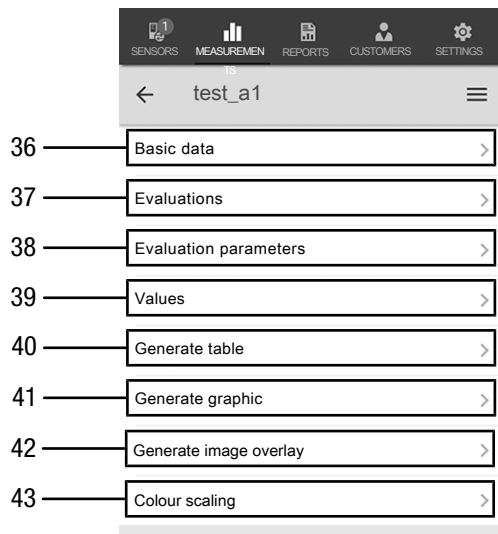 1
SENSORS MEASUREMEN REPORTS CUSTOMERS SETTINGS
TS
test_a1
36 Basic data
37 Evaluations
38 Evaluation parameters
39 Values
40 Generate table
41 Generate graphic
42 Generate image overlay
43 Colour scaling